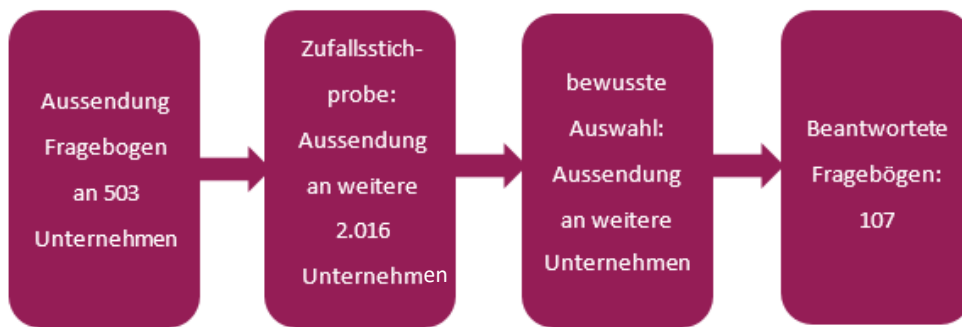 Aussendung
Fragebogen
an 503
Unternehmen
Zufallsstich-
probe:
Aussendung
an weitere
2.016
Unternehmen
bewusste
Auswahl:
Aussendung
an weitere
Unternehmen
Beantwortete
Fragebögen:
107